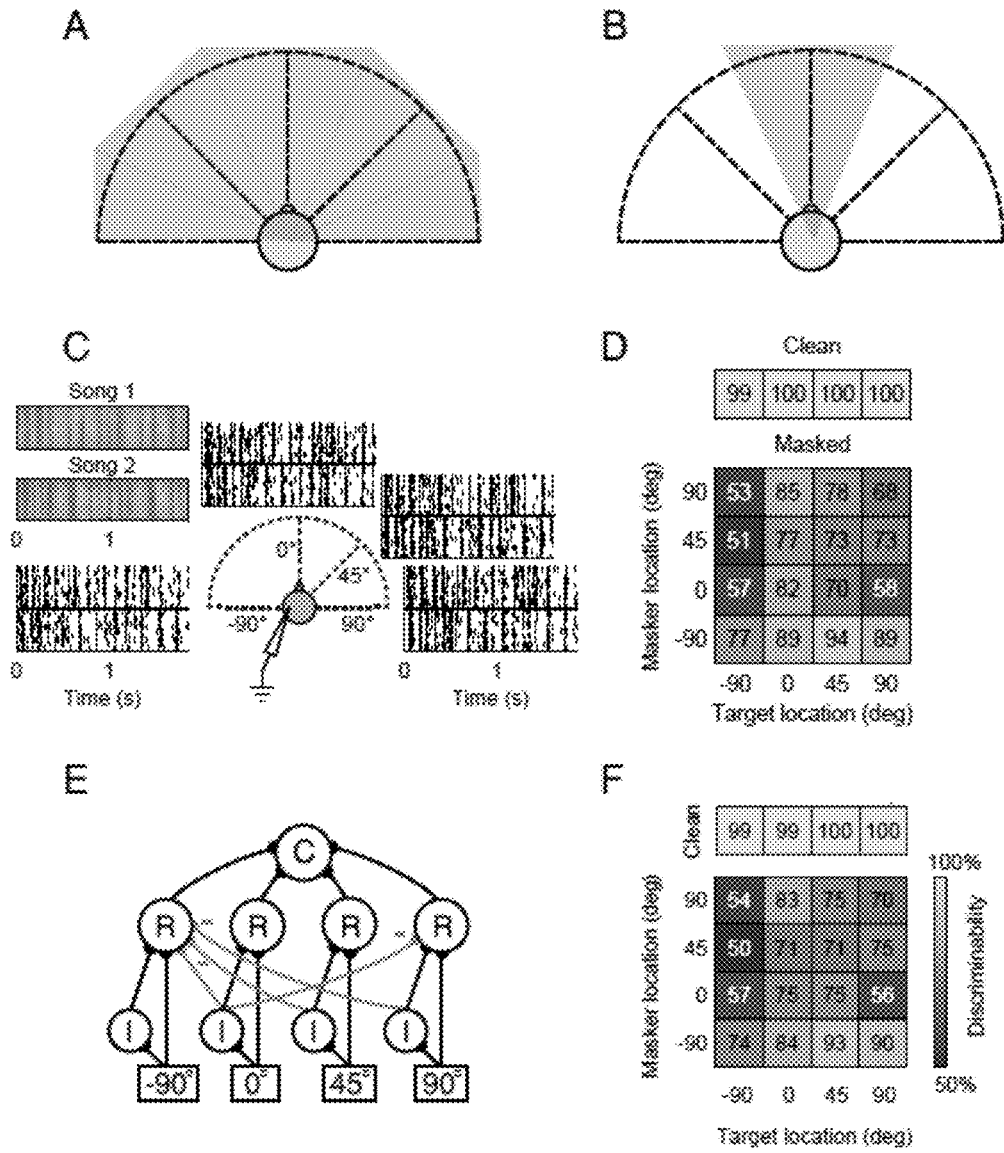 A
B
C
Song 1
Song 2
0 1
0°
45°
-90° 90°
0 1
Time (s)
0 1
Time (s)
D
Clean
99 100 100 100
Masked
Masker location (deg)
90 53 65 78 68
45 51 77 73 73
0 57 82 70 58
-90 77 89 94 89
-90 0 45 90
Target location (deg)
E
C
R R R R
I I I I
-90° 0° 45° 90°
F
Clean
99 99 100 100
Masker location (deg)
90 54 83 75
45 50 71 71
0 57 75 56
-90 74 84 93 90
-90 0 45 90
Target location (deg)
100%
Discriminability
50%